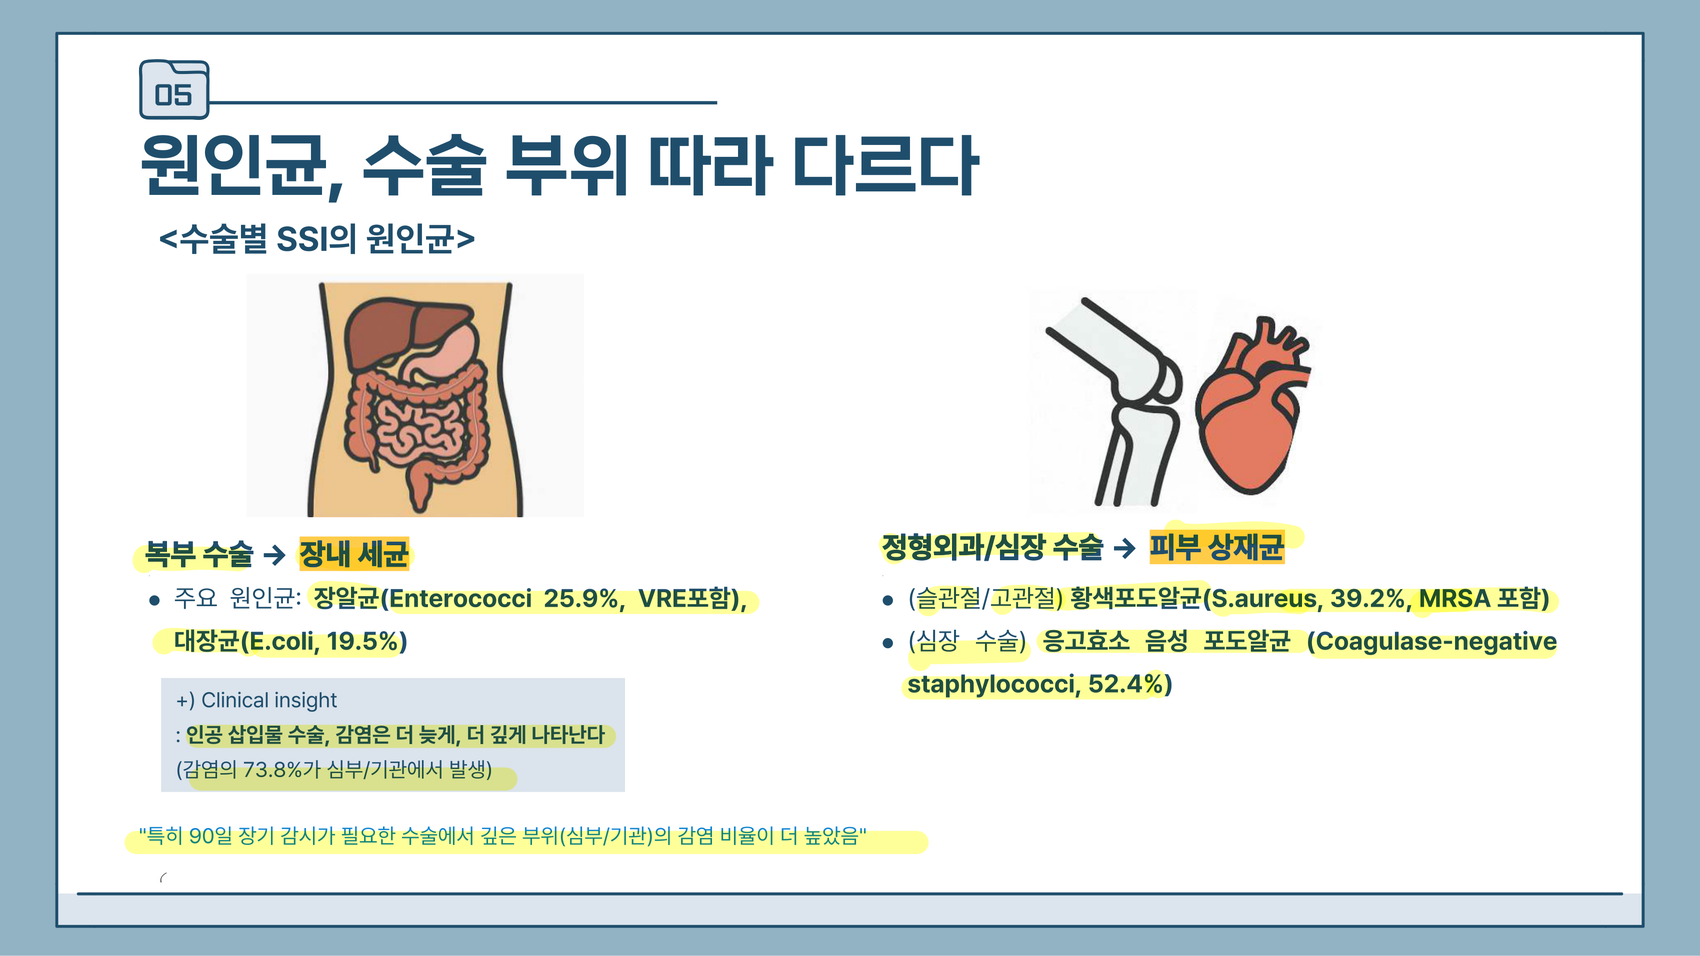 05
원인균, 수술 부위 따라 다르다
<수술별 SSI의 원인균>
복부 수술 → 장내 세균
● 주요 원인균: 장알균(Enterococci 25.9%, VRE포함),
대장균(E.coli, 19.5%)
+) Clinical insight
: 인공 삽입물 수술, 감염은 더 늦게, 더 깊게 나타난다
(감염의 73.8%가 심부/기관에서 발생)
"특히 90일 장기 감시가 필요한 수술에서 깊은 부위(심부/기관)의 감염 비율이 더 높았음"
정형외과/심장 수술 → 피부 상재균
● (슬관절/고관절) 황색포도알균(S.aureus, 39.2%, MRSA 포함)
● (심장 수술) 응고효소 음성 포도알균 (Coagulase-negative
staphylococci, 52.4%)